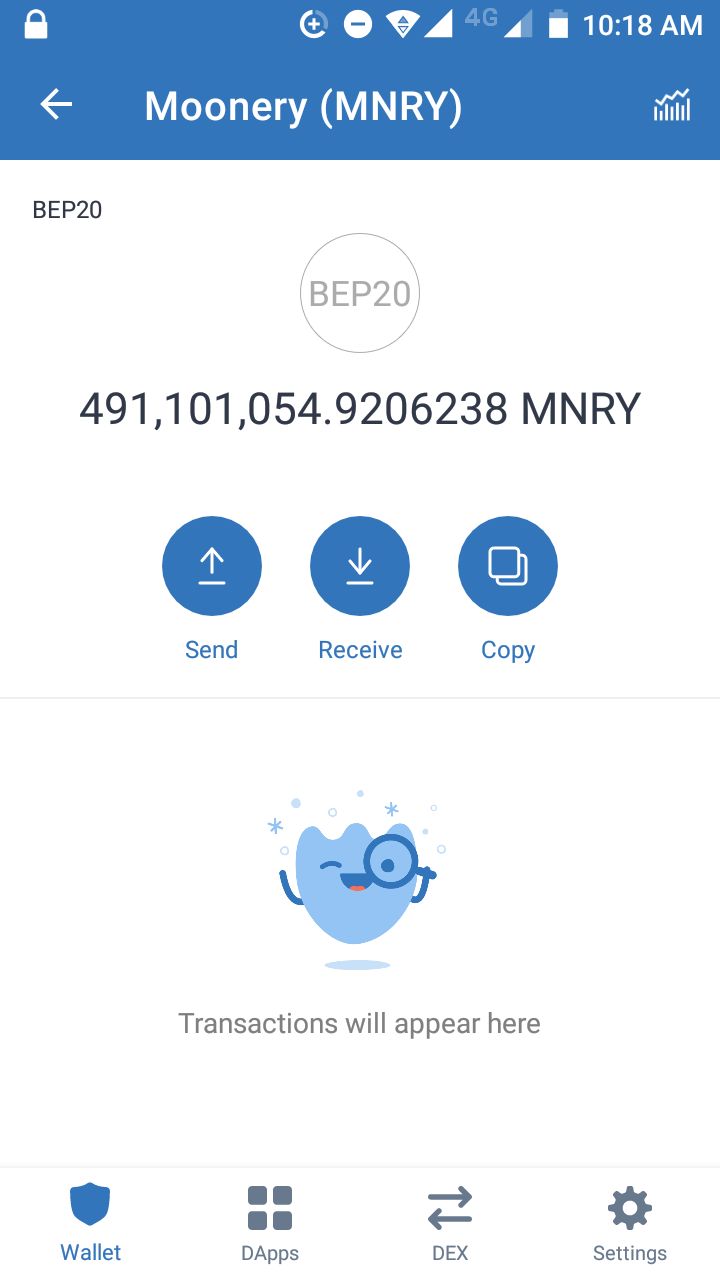 4G 10:18 AM
Moonery (MNRY)
BEP20
BEP20
491,101,054.9206238 MNRY
Send Receive Copy
Transactions will appear here
Wallet DApps DEX Settings